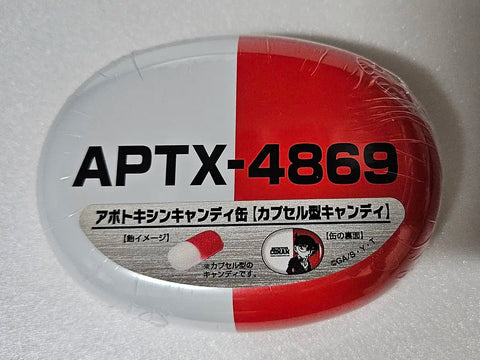 APTX-4869
アポトキシンキャンディ缶【カプセル型キャンディ】
【飴イメージ】
【缶の裏面】
※カプセル型の
キャンディです。
CONAN
©GA/S・Y・T